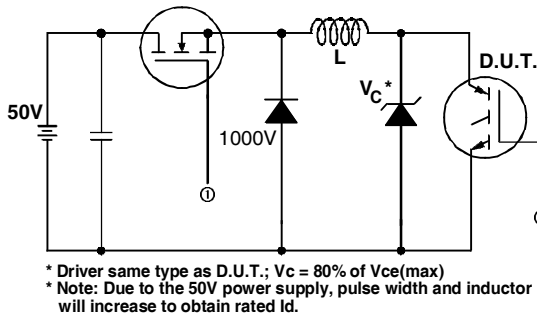 L
D.U.T.
50V
1000V
VC *
①
* Driver same type as D.U.T.; Vc = 80% of Vce(max)
* Note: Due to the 50V power supply, pulse width and inductor
will increase to obtain rated Id.